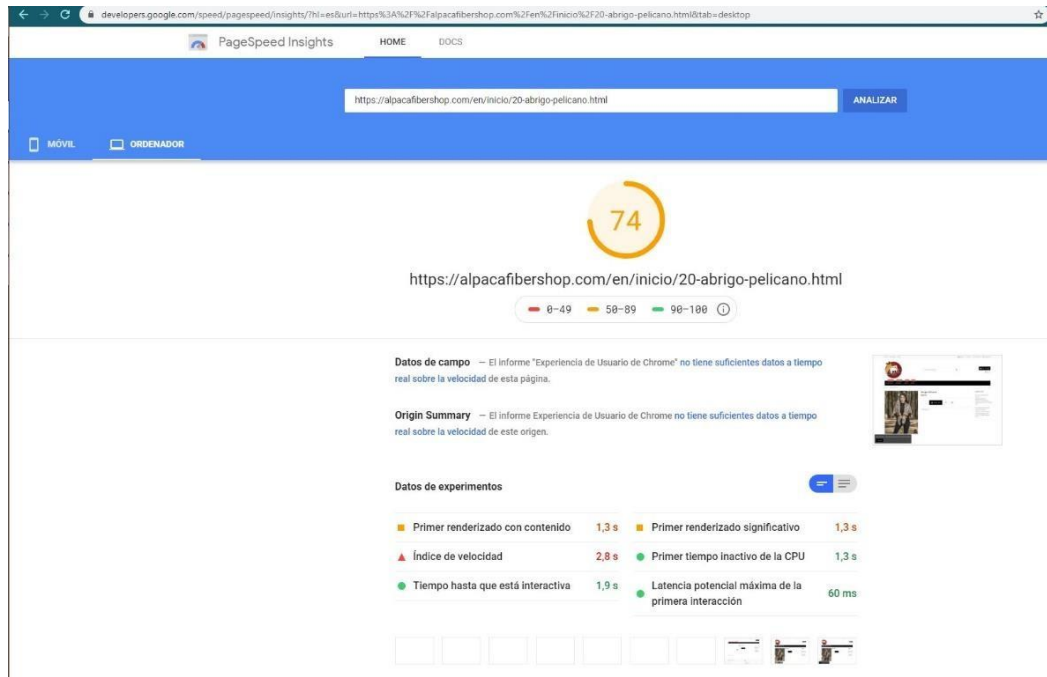 developers.google.com/speed/pagespeed/insights/?hl=es&url=https%3A%2F%2Falpacafibershop.com%2Fen%2Finicio%2F20-abrigo-pelicano.html&tab=desktop
PageSpeed Insights HOME DOCS
https://alpacafibershop.com/en/inicio/20-abrigo-pelicano.html ANALIZAR
MÓVIL ORDENADOR
74
https://alpacafibershop.com/en/inicio/20-abrigo-pelicano.html
0–49 50–89 90–100
Datos de campo — El informe "Experiencia de Usuario de Chrome" no tiene suficientes datos a tiempo
real sobre la velocidad de esta página.
Origin Summary — El informe Experiencia de Usuario de Chrome no tiene suficientes datos a tiempo
real sobre la velocidad de este origen.
Datos de experimentos
Primer renderizado con contenido 1,3 s Primer renderizado significativo 1,3 s
Índice de velocidad 2,8 s Primer tiempo inactivo de la CPU 1,3 s
Tiempo hasta que está interactiva 1,9 s Latencia potencial máxima de la
primera interacción 60 ms